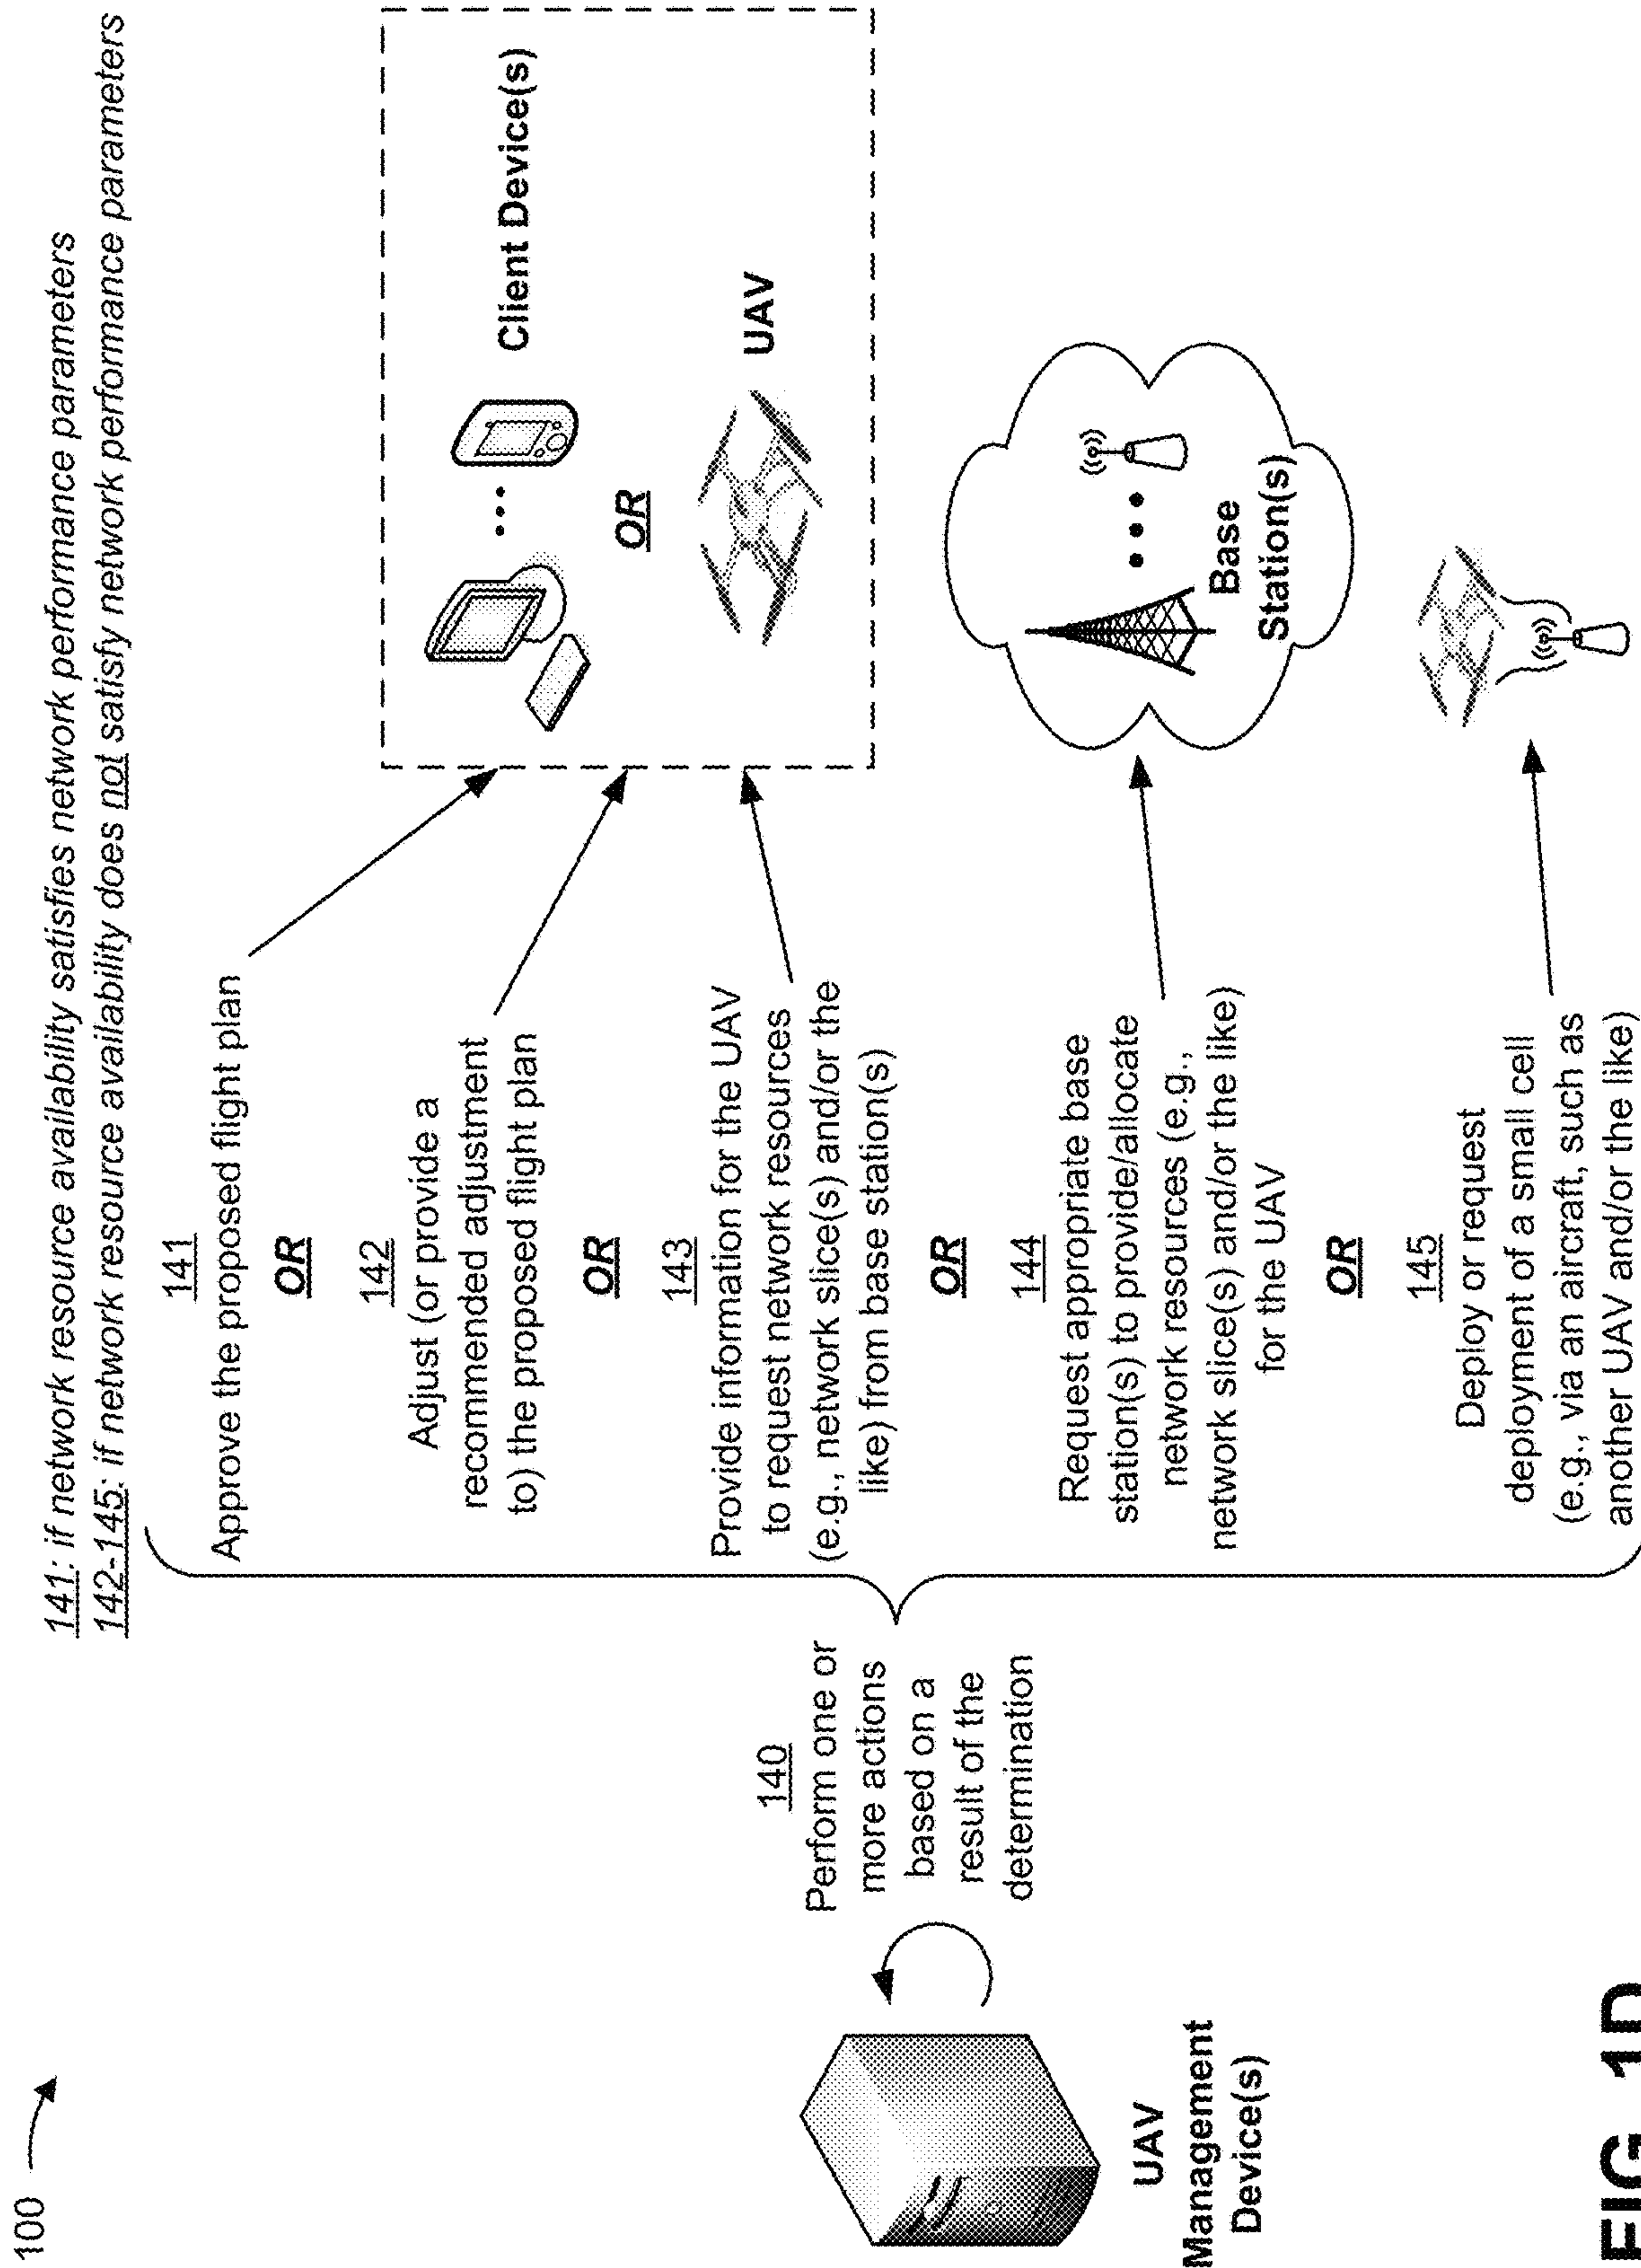 100
141: if network resource availability satisfies network performance parameters
142-145: if network resource availability does not satisfy network performance parameters
UAV
Management
Device(s)
140
Perform one or
more actions
based on a
result of the
determination
141
Approve the proposed flight plan
OR
142
Adjust (or provide a
recommended adjustment
to) the proposed flight plan
OR
143
Provide information for the UAV
to request network resources
(e.g., network slice(s) and/or the
like) from base station(s)
OR
144
Request appropriate base
station(s) to provide/allocate
network resources (e.g.,
network slice(s) and/or the like)
for the UAV
OR
145
Deploy or request
deployment of a small cell
(e.g., via an aircraft, such as
another UAV and/or the like)
Client Device(s)
OR
UAV
Base
Station(s)
FIG. 1D